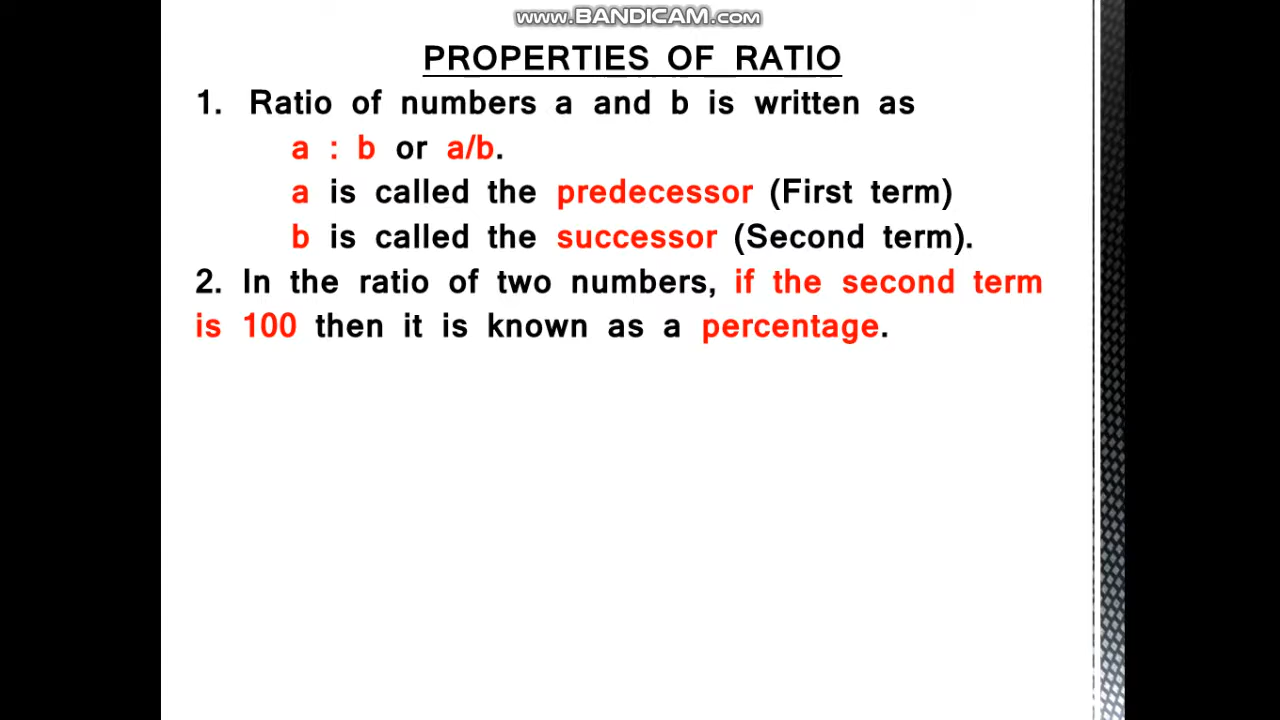 www.BANDICAM.com
PROPERTIES OF RATIO
1. Ratio of numbers a and b is written as
a : b or a/b.
a is called the predecessor (First term)
b is called the successor (Second term).
2. In the ratio of two numbers, if the second term
is 100 then it is known as a percentage.